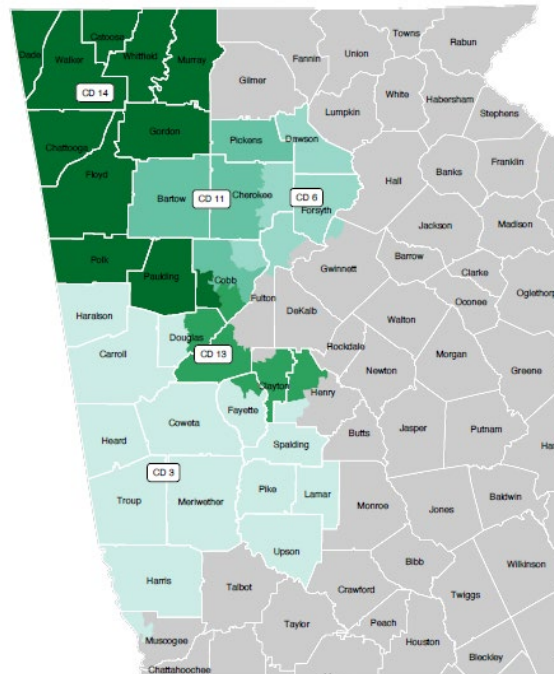 Towns
Rabun
Catoosa
Fannin
Union
Dade
Walker
Whitfield
Murray
Gilmer
White
Habersham
CD 14
Lumpkin
Stephens
Gordon
Chattooga
Pickens
Dawson
Franklin
Hall
Banks
Floyd
Bartow
CD 11
Cherokee
CD 6
Forsyth
Jackson
Madison
Polk
Paulding
Cobb
Gwinnett
Barrow
Clarke
Fulton
Oconee
Oglethorp
Haralson
DeKalb
Walton
Douglas
Rockdale
Carroll
CD 13
Newton
Morgan
Greene
Clayton
Henry
Fayette
Coweta
Butts
Jasper
Putnam
Heard
Spalding
Ha
CD 3
Troup
Meriwether
Pike
Lamar
Monroe
Jones
Baldwin
Upson
Wilkinson
Harris
Talbot
Crawford
Bibb
Twiggs
Muscogee
Taylor
Peach
Houston
Bleckley
Chattahoochee